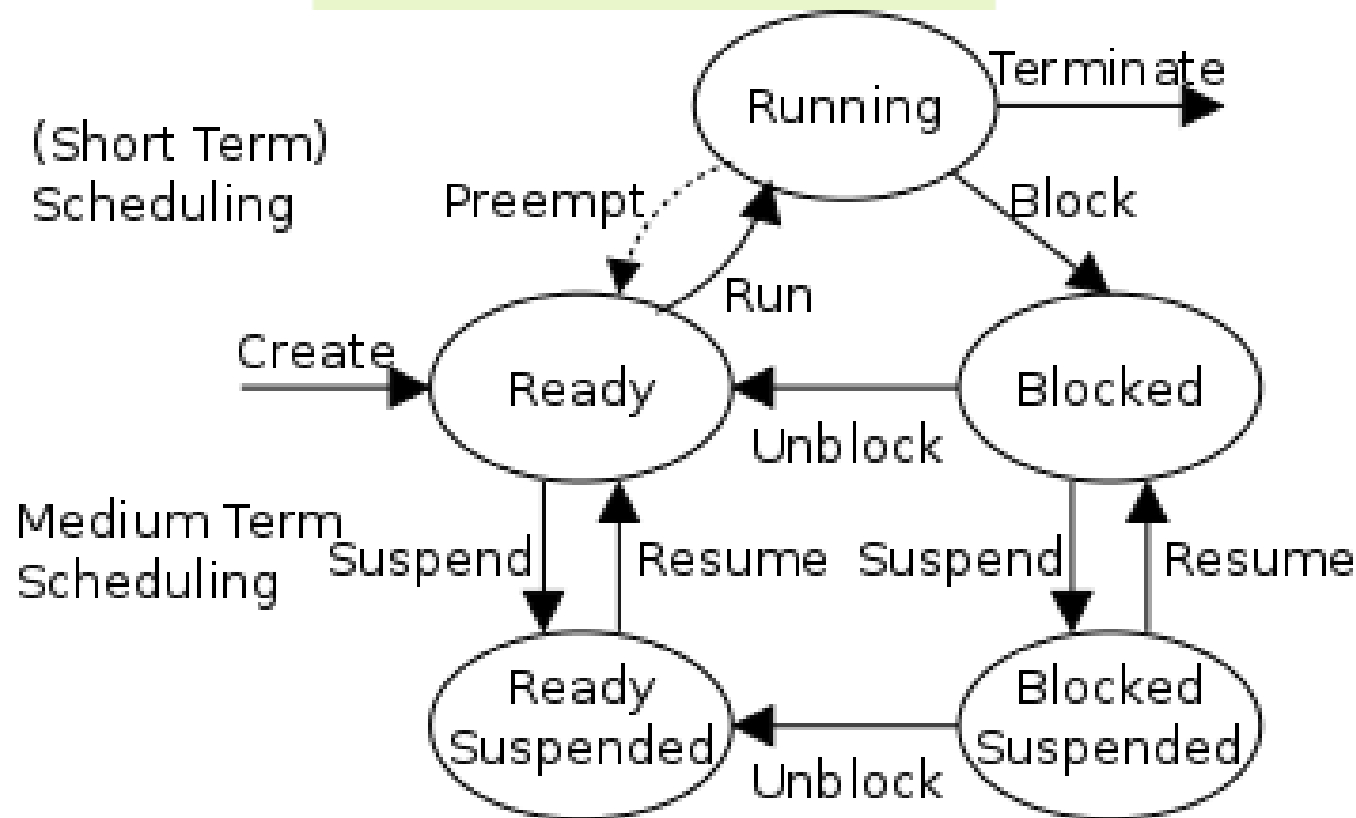 Running
Terminate
(Short Term)
Scheduling
Preempt
Block
Run
Create
Ready
Blocked
Unblock
Medium Term
Scheduling
Suspend
Resume
Suspend
Resume
Ready
Suspended
Blocked
Suspended
Unblock